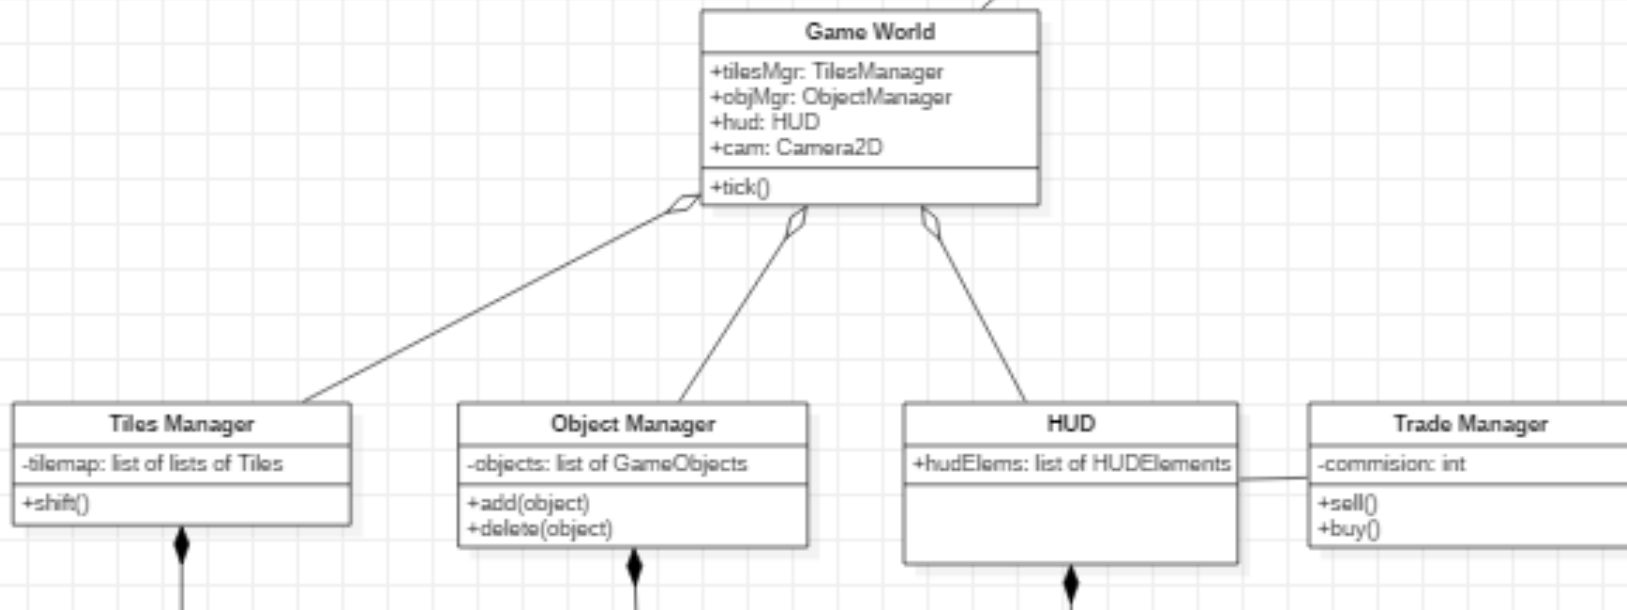 Game World
+tilesMgr: TilesManager
+objMgr: ObjectManager
+hud: HUD
+cam: Camera2D
+tick()
Tiles Manager
-tilemap: list of lists of Tiles
+shift()
Object Manager
-objects: list of GameObjects
+add(object)
+delete(object)
HUD
+hudElems: list of HUDElements
Trade Manager
-commision: int
+sell()
+buy()